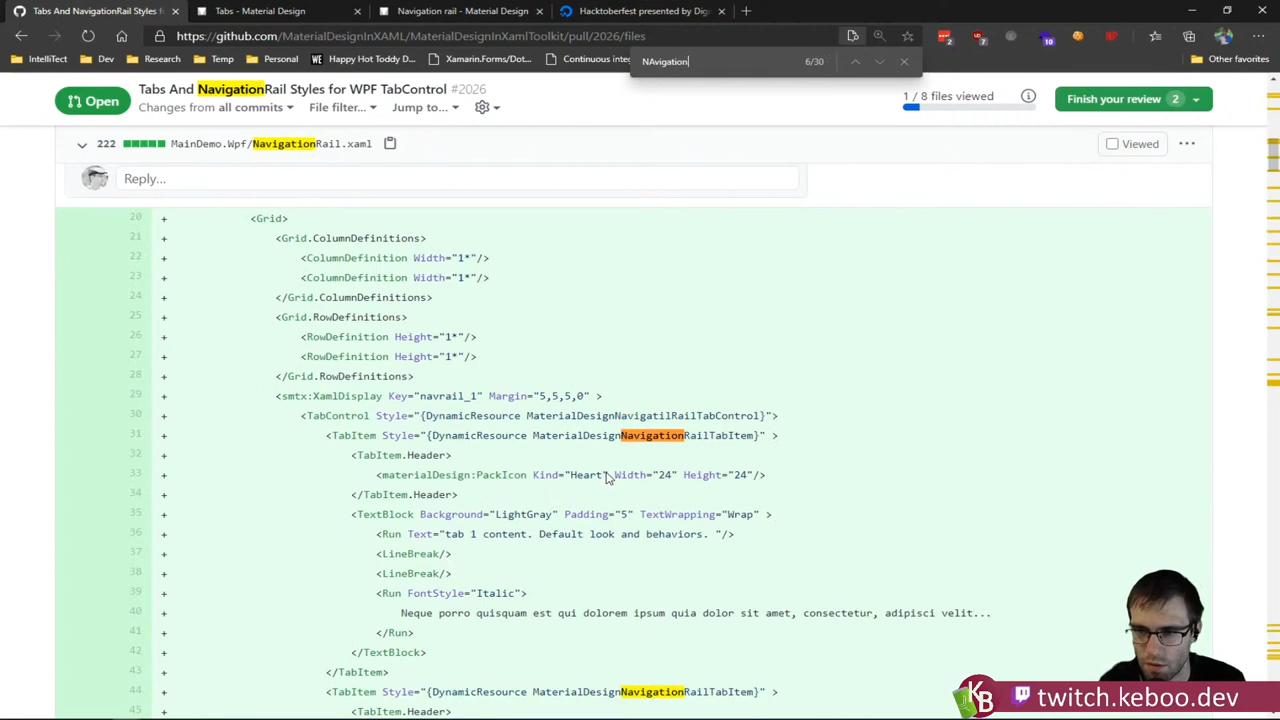 Tabs And NavigationRail Styles for
Tabs - Material Design
Navigation rail - Material Design
Hacktoberfest presented by Digi
https://github.com/MaterialDesignInXAML/MaterialDesignInXamlToolkit/pull/2026/files
2
7
10
IntelliTect
Dev
Research
!Temp
Happy Hot Toddy D...
Xamarin.Forms/Dot...
Continuous integ
Other favorites
NAvigation
6/30
Open
Tabs And NavigationRail Styles for WPF TabControl #2026
Changes from all commits
File filter...
Jump to...
1 / 8 files viewed
Finish your review 2
222
MainDemo.Wpf/NavigationRail.xaml
Viewed
Reply...
20 + <Grid>
21 + <Grid.ColumnDefinitions>
22 + <ColumnDefinition Width="1*"/>
23 + <ColumnDefinition Width="1*"/>
24 + </Grid.ColumnDefinitions>
25 + <Grid.RowDefinitions>
26 + <RowDefinition Height="1*"/>
27 + <RowDefinition Height="1*"/>
28 + </Grid.RowDefinitions>
29 + <smtx:XamlDisplay Key="navrail_1" Margin="5,5,5,0" >
30 + <TabControl Style="{DynamicResource MaterialDesignNavigatilRailTabControl}">
31 + <TabItem Style="{DynamicResource MaterialDesignNavigationRailTabItem}" >
32 + <TabItem.Header>
33 + <materialDesign:PackIcon Kind="Heart" Width="24" Height="24"/>
34 + </TabItem.Header>
35 + <TextBlock Background="LightGray" Padding="5" TextWrapping="Wrap" >
36 + <Run Text="tab 1 content. Default look and behaviors. "/>
37 + <LineBreak/>
38 + <LineBreak/>
39 + <Run FontStyle="Italic">
40 + Neque porro quisquam est qui dolorem ipsum quia dolor sit amet, consectetur, adipisci velit...
41 + </Run>
42 + </TextBlock>
43 + </TabItem>
44 + <TabItem Style="{DynamicResource MaterialDesignNavigationRailTabItem}" >
45 + <TabItem.Header>
KB
twitch.keboo.dev